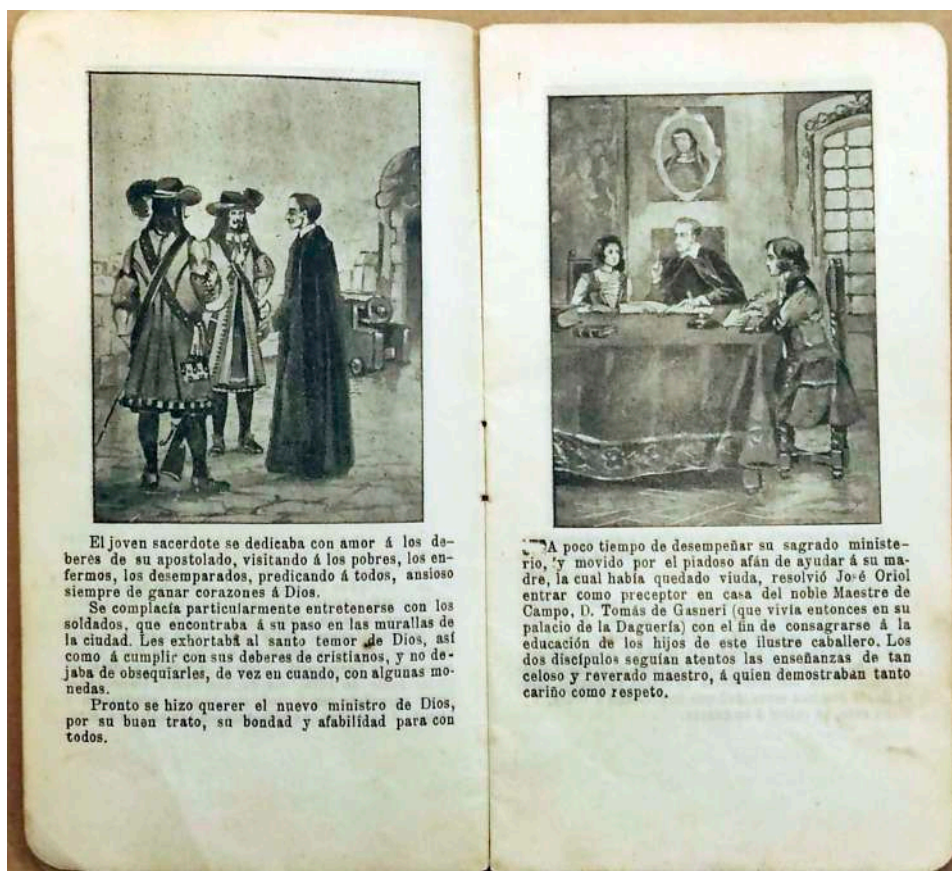 El joven sacerdote se dedicaba con amor á los de-
beres de su apostolado, visitando á los pobres, los en-
fermos, los desemparados, predicando á todos, ansioso
siempre de ganar corazones á Dios.
Se complacía particularmente entretenerse con los
soldados, que encontraba á su paso en las murallas de
la ciudad. Les exhortaba al santo temor de Dios, así
como á cumplir con sus deberes de cristianos, y no de-
jaba de obsequiarles, de vez en cuando, con algunas mo-
nedas.
Pronto se hizo querer el nuevo ministro de Dios,
por su buen trato, su bondad y afabilidad para con
todos.
A poco tiempo de desempeñar su sagrado ministe-
rio, y movido por el piadoso afán de ayudar á su ma-
dre, la cual había quedado viuda, resolvió José Oriol
entrar como preceptor en casa del noble Maestre de
Campo, D. Tomás de Gasneri (que vivía entonces en su
palacio de la Daguería) con el fin de consagrarse á la
educación de los hijos de este ilustre caballero. Los
dos discípulos seguían atentos las enseñanzas de tan
celoso y reverado maestro, á quien demostraban tanto
cariño como respeto.